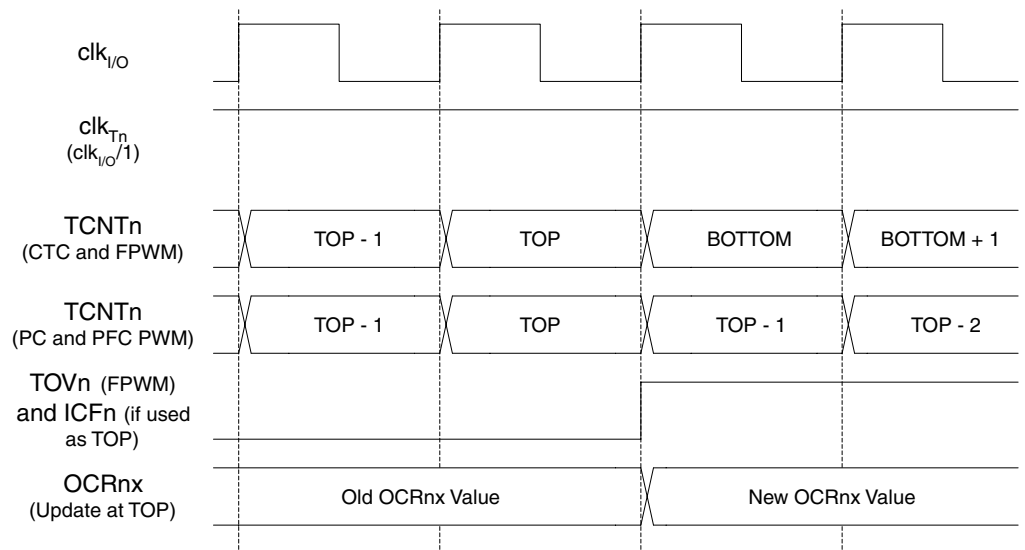 clkI/O
clkTn
(clkI/O/1)
TCNTn
(CTC and FPWM)
TOP - 1
TOP
BOTTOM
BOTTOM + 1
TCNTn
(PC and PFC PWM)
TOP - 1
TOP
TOP - 1
TOP - 2
TOVn (FPWM)
and ICFn (if used
as TOP)
OCRnx
(Update at TOP)
Old OCRnx Value
New OCRnx Value